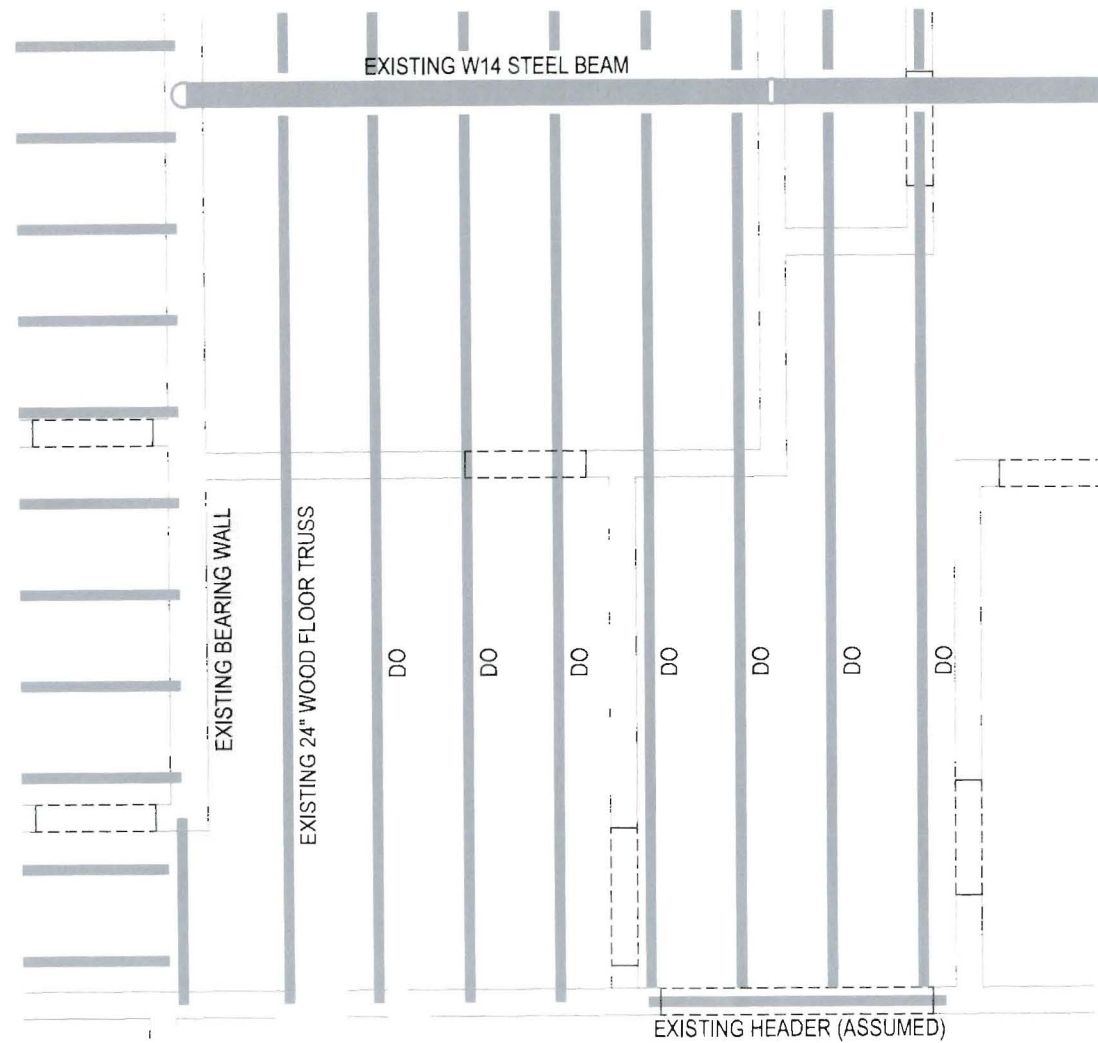 EXISTING W14 STEEL BEAM
EXISTING BEARING WALL
EXISTING 24" WOOD FLOOR TRUSS
DO
DO
DO
DO
DO
DO
DO
EXISTING HEADER (ASSUMED)